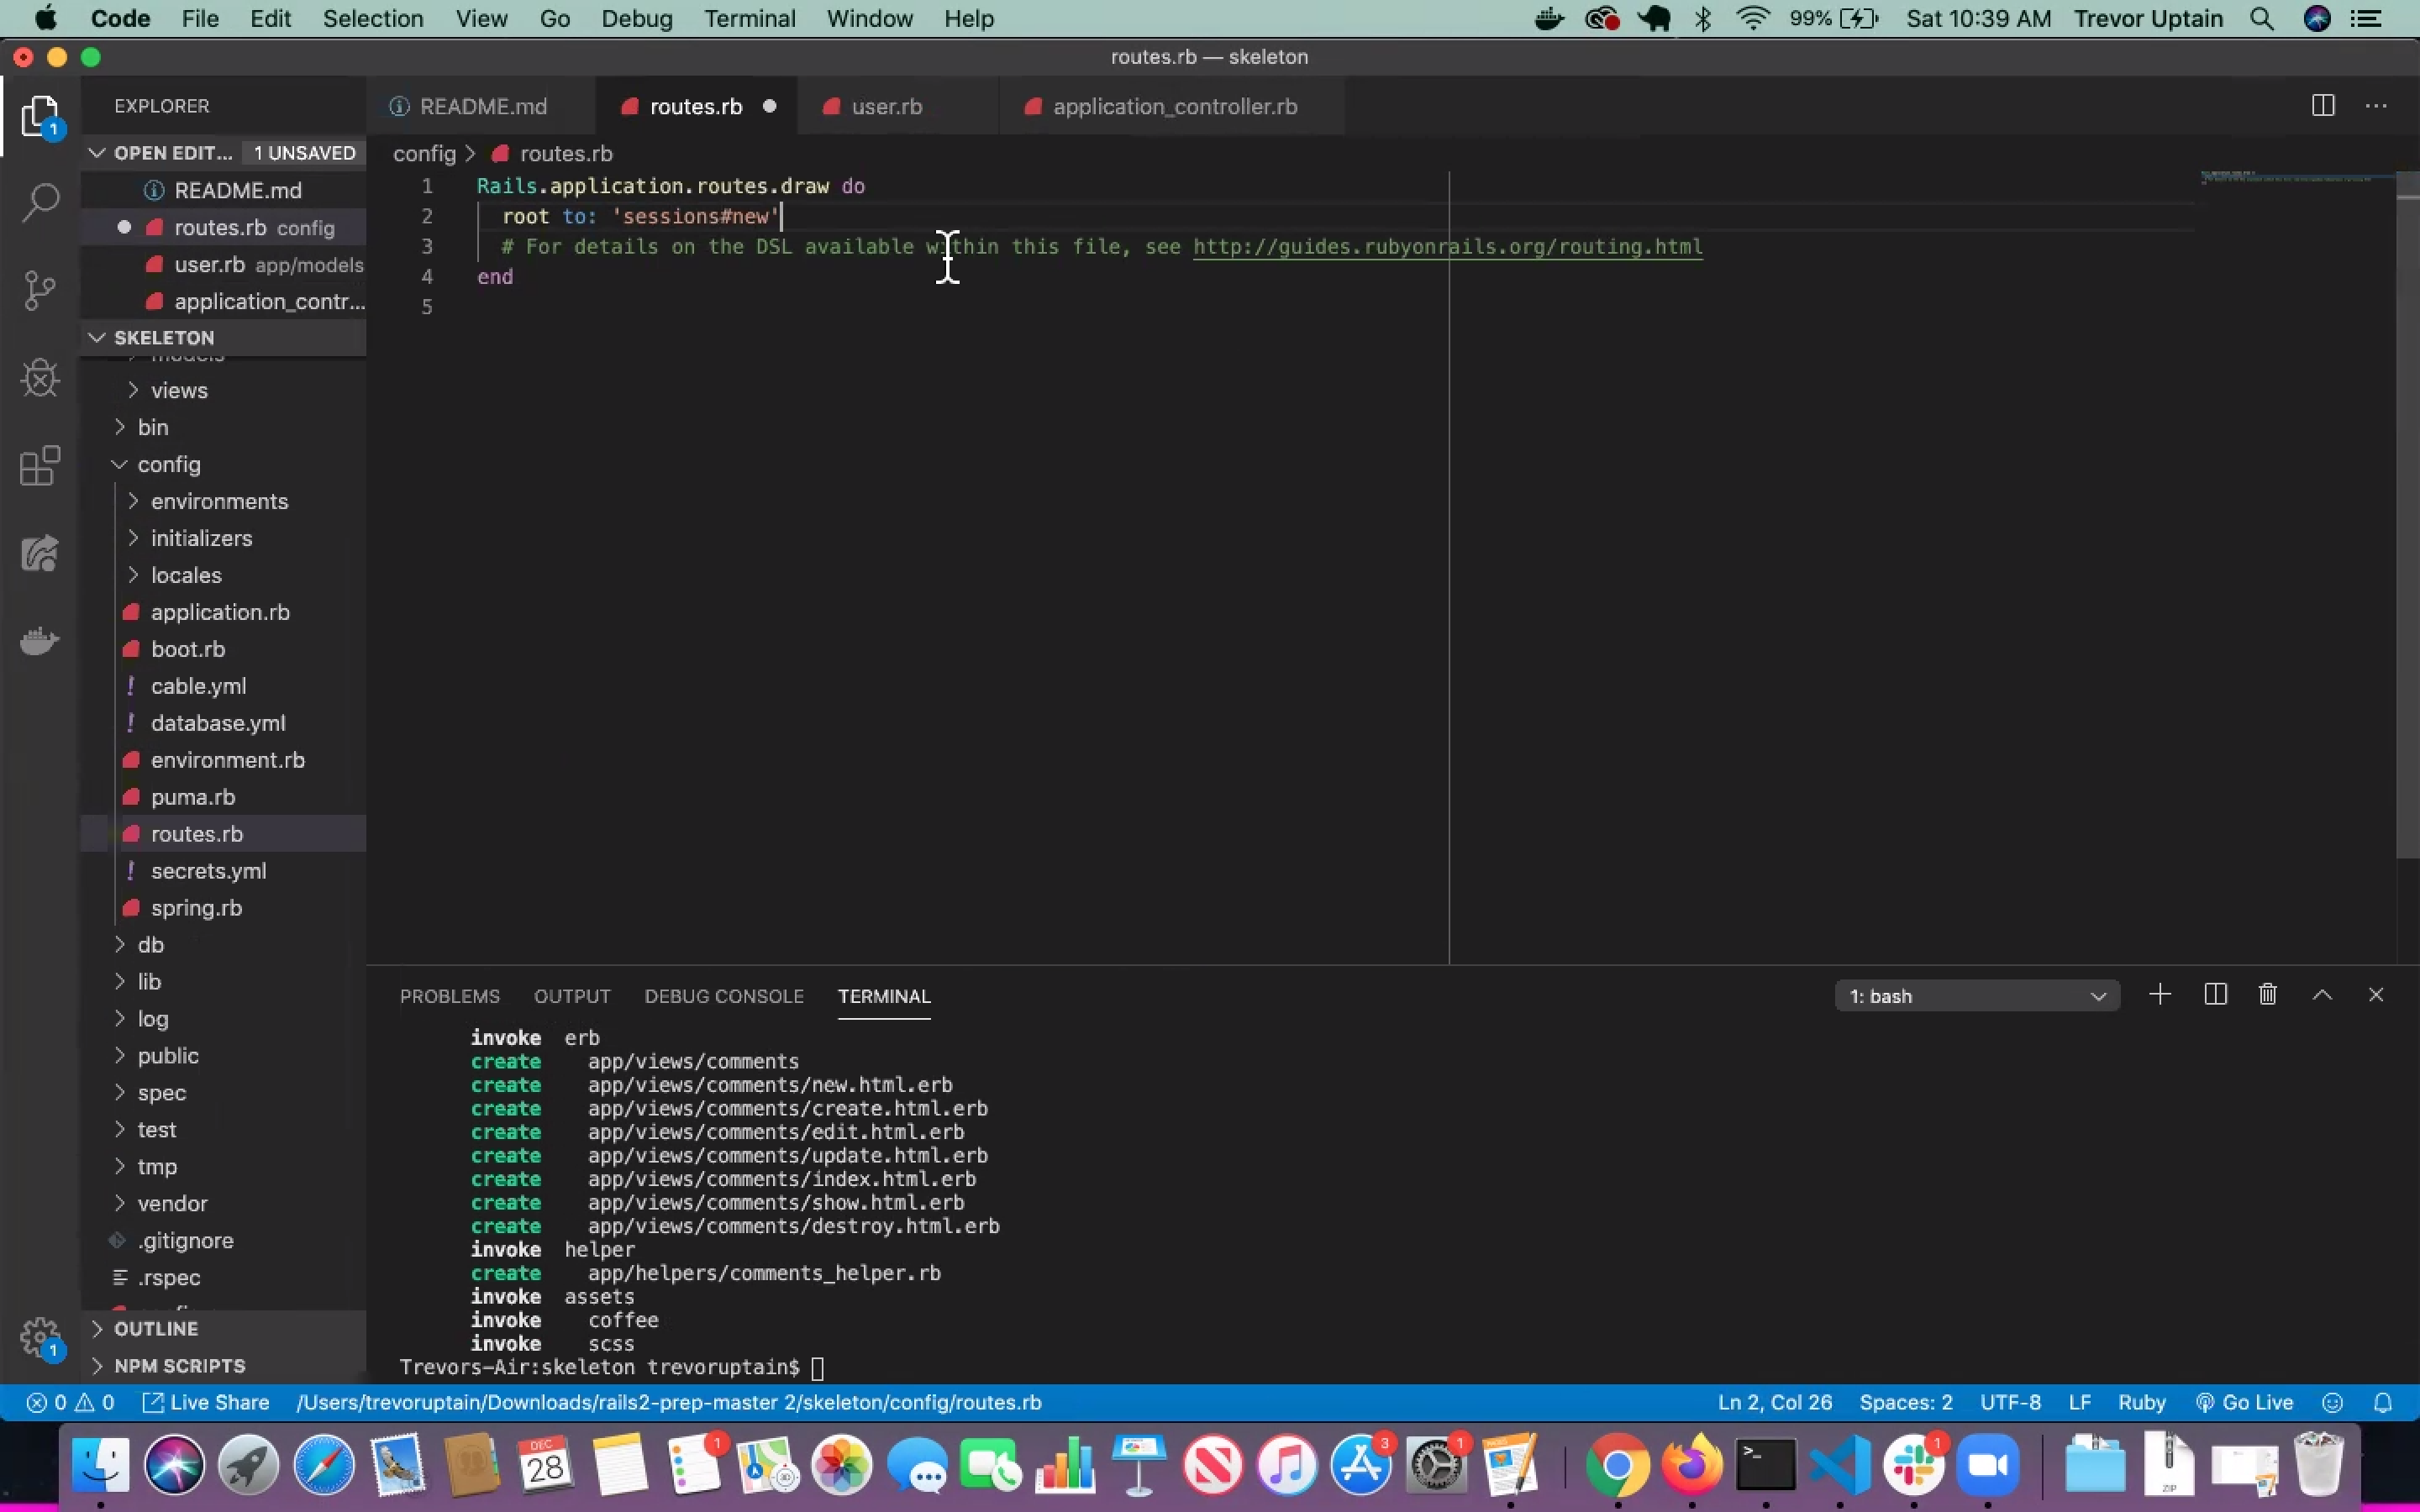 Code File Edit Selection View Go Debug Terminal Window Help 99% Sat 10:39 AM Trevor Uptain
routes.rb — skeleton
EXPLORER
README.md routes.rb user.rb application_controller.rb
OPEN EDIT... 1 UNSAVED
README.md
routes.rb config
user.rb app/models
application_contr...
SKELETON
models
views
bin
config
environments
initializers
locales
application.rb
boot.rb
! cable.yml
! database.yml
environment.rb
puma.rb
routes.rb
! secrets.yml
spring.rb
db
lib
log
public
spec
test
tmp
vendor
.gitignore
.rspec
OUTLINE
NPM SCRIPTS
config > routes.rb
1 Rails.application.routes.draw do
2 root to: 'sessions#new'
3 # For details on the DSL available within this file, see http://guides.rubyonrails.org/routing.html
4 end
5
PROBLEMS OUTPUT DEBUG CONSOLE TERMINAL 1: bash
invoke erb
create app/views/comments
create app/views/comments/new.html.erb
create app/views/comments/create.html.erb
create app/views/comments/edit.html.erb
create app/views/comments/update.html.erb
create app/views/comments/index.html.erb
create app/views/comments/show.html.erb
create app/views/comments/destroy.html.erb
invoke helper
create app/helpers/comments_helper.rb
invoke assets
invoke coffee
invoke scss
Trevors-Air:skeleton trevoruptain$
0 0 Live Share /Users/trevoruptain/Downloads/rails2-prep-master 2/skeleton/config/routes.rb Ln 2, Col 26 Spaces: 2 UTF-8 LF Ruby Go Live
1
1
DEC
28
1
3
1
1
ZIP